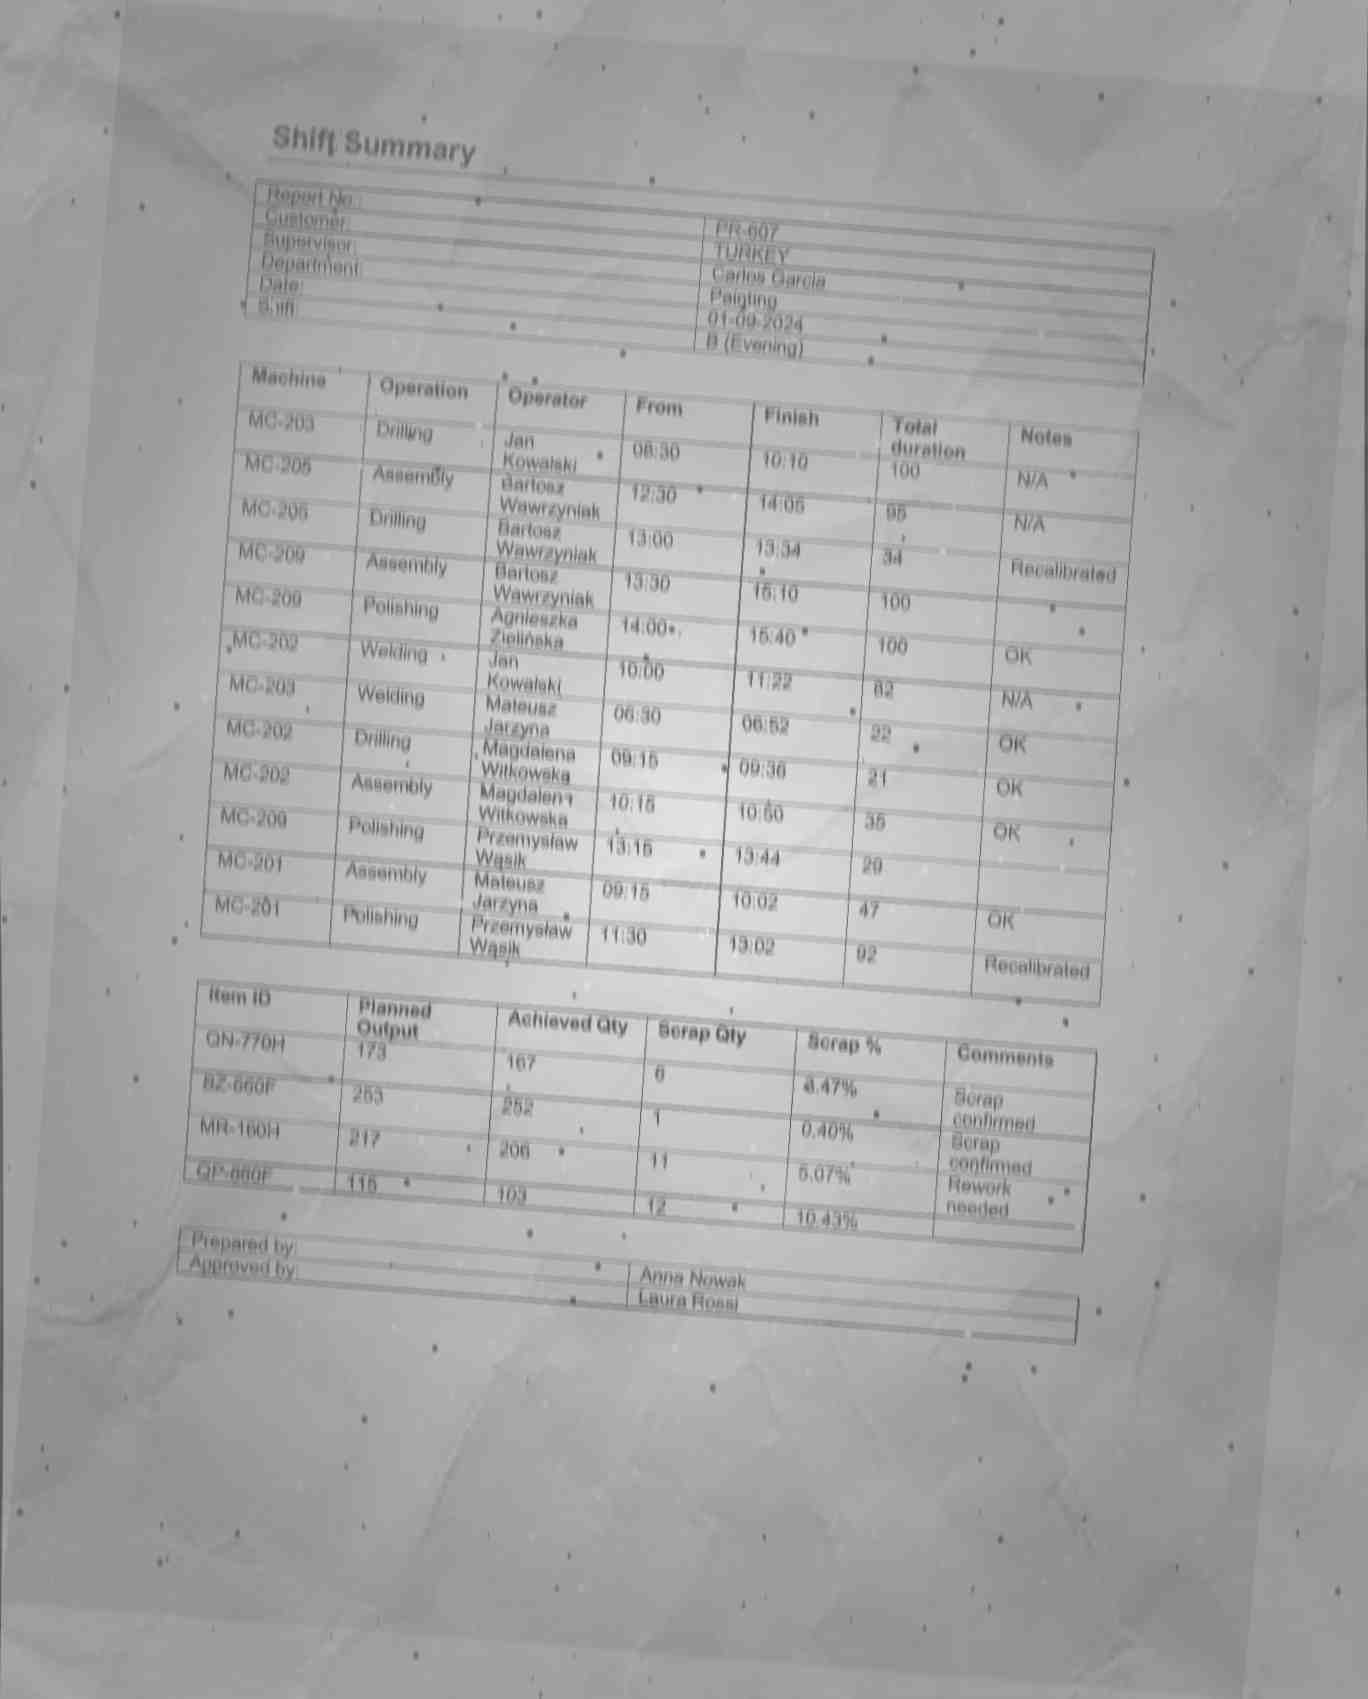 Shift Summary
Report No.:
PR-607
Customer:
TURKEY
Supervisor:
Carlos Garcia
Department:
Painting
Date:
01-09-2024
Shift:
B (Evening)
Machine Operation Operator From Finish Total duration Notes
MC-203 Drilling Jan Kowalski 08:30 10:10 100 N/A
MC-205 Assembly Bartosz Wawrzyniak 12:30 14:05 95 N/A
MC-205 Drilling Bartosz Wawrzyniak 13:00 13:34 34 Recalibrated
MC-209 Assembly Bartosz Wawrzyniak 13:30 15:10 100
MC-209 Polishing Agnieszka Zielińska 14:00 15:40 100 OK
MC-202 Welding Jan Kowalski 10:00 11:22 82 N/A
MC-203 Welding Mateusz Jarzyna 06:30 06:52 22 OK
MC-202 Drilling Magdalena Witkowska 09:15 09:36 21 OK
MC-202 Assembly Magdalena Witkowska 10:15 10:50 35 OK
MC-209 Polishing Przemysław Wąsik 13:15 13:44 29
MC-201 Assembly Mateusz Jarzyna 09:15 10:02 47 OK
MC-201 Polishing Przemysław Wąsik 11:30 13:02 92 Recalibrated
Item ID Planned Output Achieved Qty Scrap Qty Scrap % Comments
QN-770H 173 167 6 3.47% Scrap confirmed
BZ-660F 253 252 1 0.40% Scrap confirmed
MR-160H 217 206 11 5.07% Rework needed
QP-660F 115 103 12 10.43%
Prepared by:
Anna Nowak
Approved by:
Laura Rossi